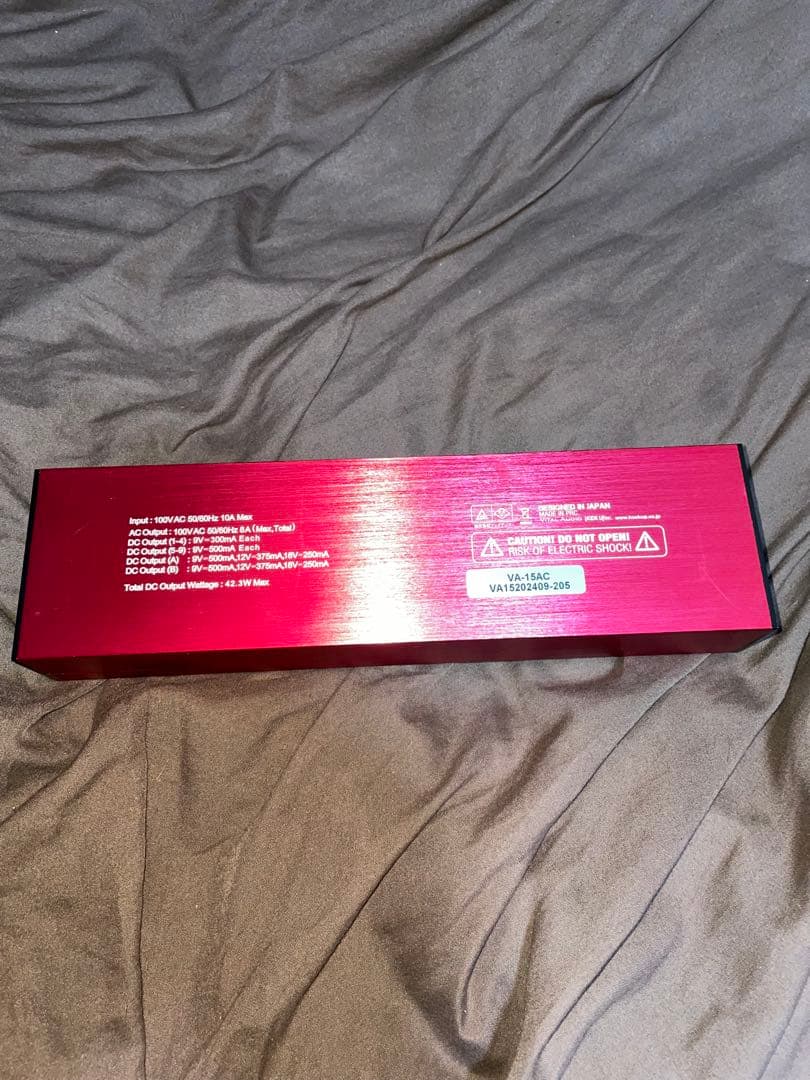 Input : 100VAC 50/60Hz 10A Max
AC Output : 100VAC 50/60Hz 8A (Max,Total)
DC Output (1-4) : 9V⎓300mA Each
DC Output (5-9) : 9V⎓500mA Each
DC Output (A) : 9V⎓500mA,12V⎓375mA,18V⎓250mA
DC Output (B) : 9V⎓500mA,12V⎓375mA,18V⎓250mA
Total DC Output Wattage : 42.3W Max
DESIGNED IN JAPAN
MADE IN PRC
VITAL AUDIO
CAUTION! DO NOT OPEN!
RISK OF ELECTRIC SHOCK!
VA-15AC
VA15202409-205